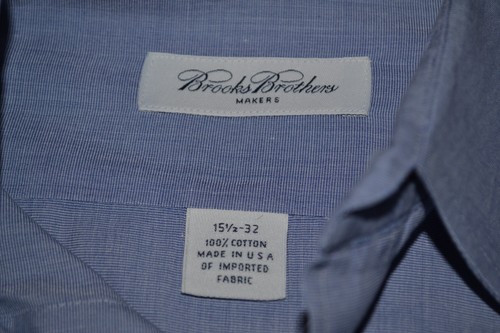 Brooks Brothers
MAKERS
15½-32
100% COTTON
MADE IN U S A
OF IMPORTED
FABRIC